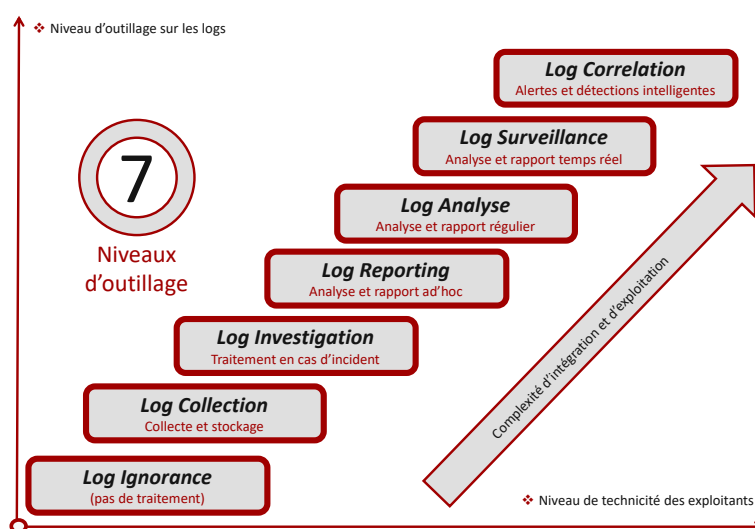 ❖ Niveau d'outillage sur les logs
Log Correlation
Alertes et détections intelligentes
Log Surveillance
Analyse et rapport temps réel
7
Niveaux
d'outillage
Log Analyse
Analyse et rapport régulier
Log Reporting
Analyse et rapport ad'hoc
Log Investigation
Traitement en cas d'incident
Log Collection
Collecte et stockage
Log Ignorance
(pas de traitement)
Complexité d'intégration et d'exploitation
❖ Niveau de technicité des exploitants